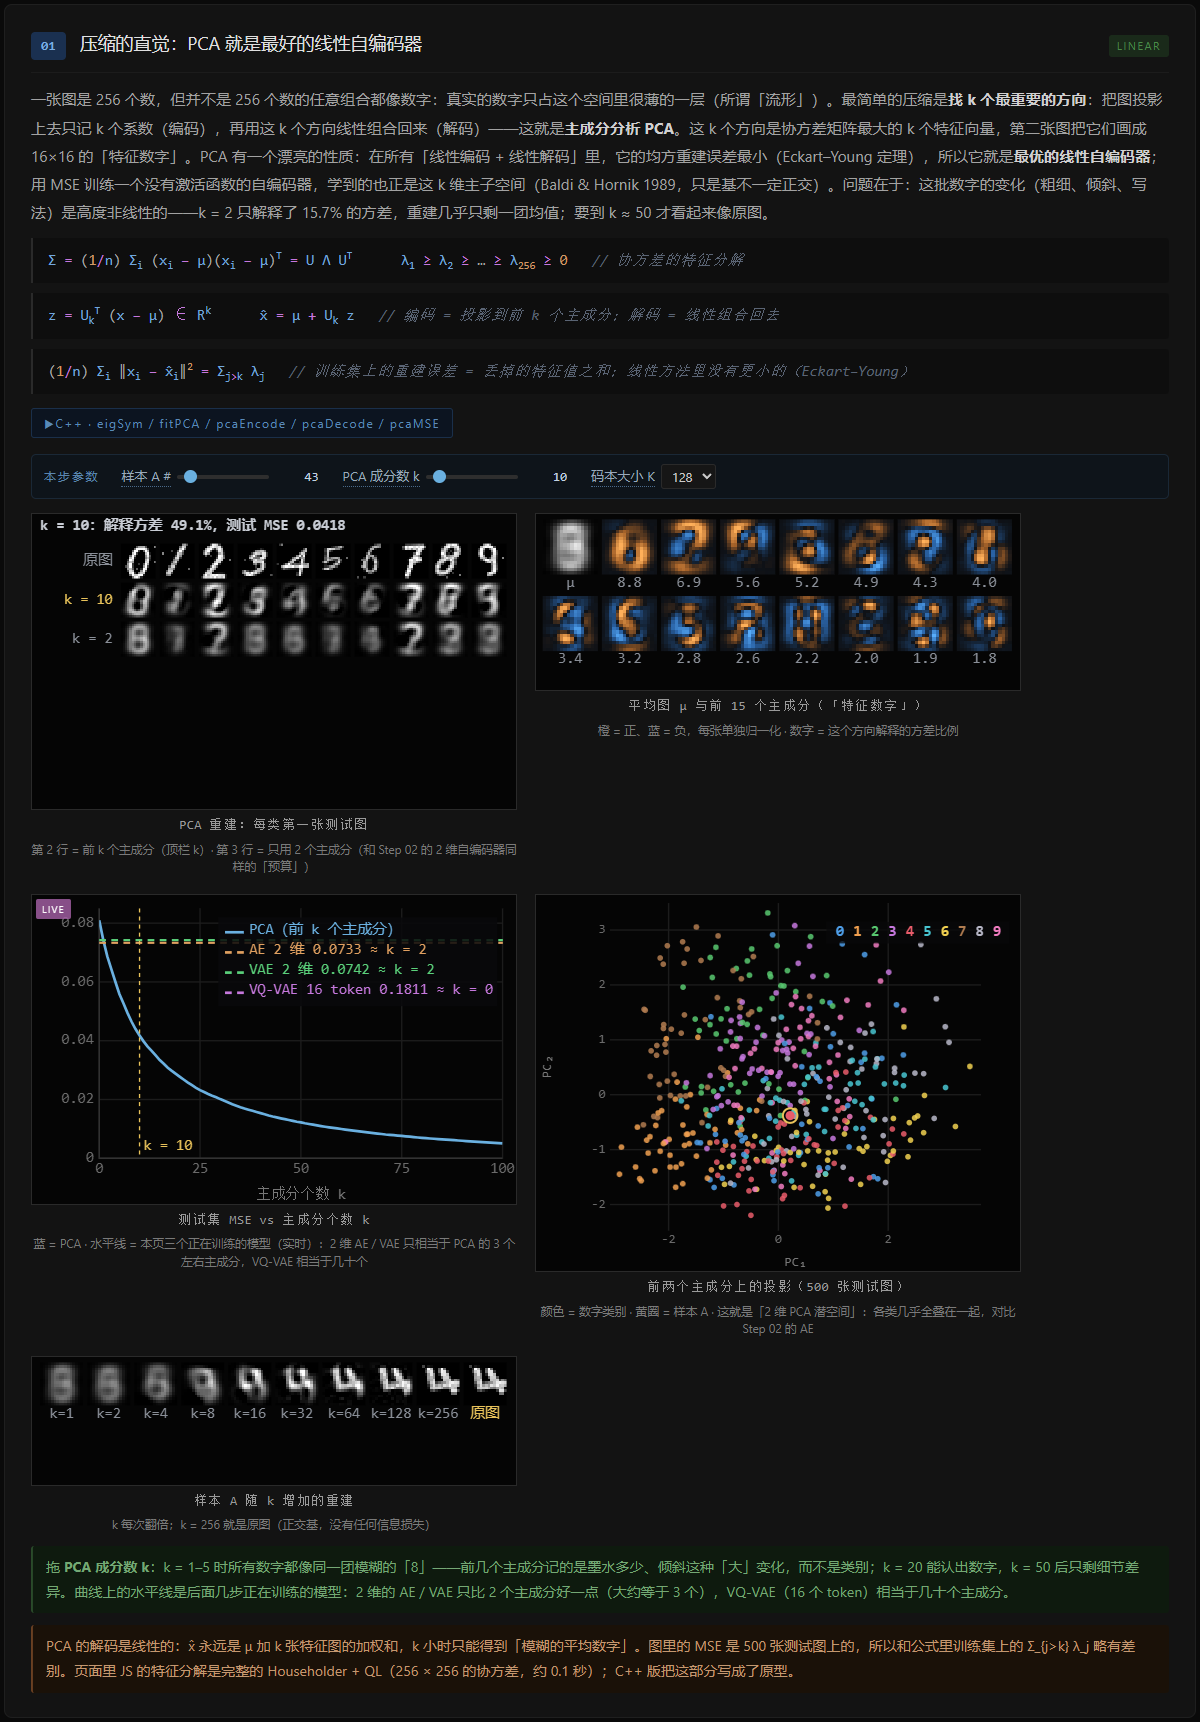 01 压缩的直觉：PCA 就是最好的线性自编码器 LINEAR
一张图是 256 个数，但并不是 256 个数的任意组合都像数字：真实的数字只占这个空间里很薄的一层（所谓「流形」）。最简单的压缩是找 k 个最重要的方向：把图投影
上去只记 k 个系数（编码），再用这 k 个方向线性组合回来（解码）——这就是主成分分析 PCA。这 k 个方向是协方差矩阵最大的 k 个特征向量，第二张图把它们画成
16×16 的「特征数字」。PCA 有一个漂亮的性质：在所有「线性编码 + 线性解码」里，它的均方重建误差最小（Eckart–Young 定理），所以它就是最优的线性自编码器；
用 MSE 训练一个没有激活函数的自编码器，学到的也正是这 k 维主子空间（Baldi & Hornik 1989，只是基不一定正交）。问题在于：这批数字的变化（粗细、倾斜、写
法）是高度非线性的——k = 2 只解释了 15.7% 的方差，重建几乎只剩一团均值；要到 k ≈ 50 才看起来像原图。
Σ = (1/n) Σᵢ (xᵢ − μ)(xᵢ − μ)ᵀ = U Λ Uᵀ λ₁ ≥ λ₂ ≥ … ≥ λ₂₅₆ ≥ 0 // 协方差的特征分解
z = Uₖᵀ (x − μ) ∈ Rᵏ x̂ = μ + Uₖ z // 编码 = 投影到前 k 个主成分；解码 = 线性组合回去
(1/n) Σᵢ ‖xᵢ − x̂ᵢ‖² = Σⱼ>ₖ λⱼ // 训练集上的重建误差 = 丢掉的特征值之和；线性方法里没有更小的（Eckart–Young）
▶C++ · eigSym / fitPCA / pcaEncode / pcaDecode / pcaMSE
本步参数 样本 A # 43 PCA 成分数 k 10 码本大小 K 128
k = 10: 解释方差 49.1%, 测试 MSE 0.0418
原图
k = 10
k = 2
PCA 重建：每类第一张测试图
第 2 行 = 前 k 个主成分（顶栏 k）· 第 3 行 = 只用 2 个主成分（和 Step 02 的 2 维自编码器同
样的「预算」）
μ 8.8 6.9 5.6 5.2 4.9 4.3 4.0
3.4 3.2 2.8 2.6 2.2 2.0 1.9 1.8
平均图 μ 与前 15 个主成分（「特征数字」）
橙 = 正、蓝 = 负，每张单独归一化 · 数字 = 这个方向解释的方差比例
LIVE
0.08
0.06
0.04
0.02
0
PCA (前 k 个主成分)
AE 2 维 0.0733 ≈ k = 2
VAE 2 维 0.0742 ≈ k = 2
VQ-VAE 16 token 0.1811 ≈ k = 0
k = 10
0 25 50 75 100
主成分个数 k
测试集 MSE vs 主成分个数 k
蓝 = PCA · 水平线 = 本页三个正在训练的模型（实时）：2 维 AE / VAE 只相当于 PCA 的 3 个
左右主成分，VQ-VAE 相当于几十个
0 1 2 3 4 5 6 7 8 9
3
2
1
0
-1
-2
PC₂
-2 0 2
PC₁
前两个主成分上的投影（500 张测试图）
颜色 = 数字类别 · 黄圈 = 样本 A · 这就是「2 维 PCA 潜空间」：各类几乎全叠在一起，对比
Step 02 的 AE
k=1 k=2 k=4 k=8 k=16 k=32 k=64 k=128 k=256 原图
样本 A 随 k 增加的重建
k 每次翻倍；k = 256 就是原图（正交基，没有任何信息损失）
拖 PCA 成分数 k：k = 1–5 时所有数字都像同一团模糊的「8」——前几个主成分记的是墨水多少、倾斜这种「大」变化，而不是类别；k = 20 能认出数字，k = 50 后只剩细节差
异。曲线上的水平线是后面几步正在训练的模型：2 维的 AE / VAE 只比 2 个主成分好一点（大约等于 3 个），VQ-VAE（16 个 token）相当于几十个主成分。
PCA 的解码是线性的：x̂ 永远是 μ 加 k 张特征图的加权和，k 小时只能得到「模糊的平均数字」。图里的 MSE 是 500 张测试图上的，所以和公式里训练集上的 Σ_{j>k} λ_j 略有差
别。页面里 JS 的特征分解是完整的 Householder + QL（256 × 256 的协方差，约 0.1 秒）；C++ 版把这部分写成了原型。